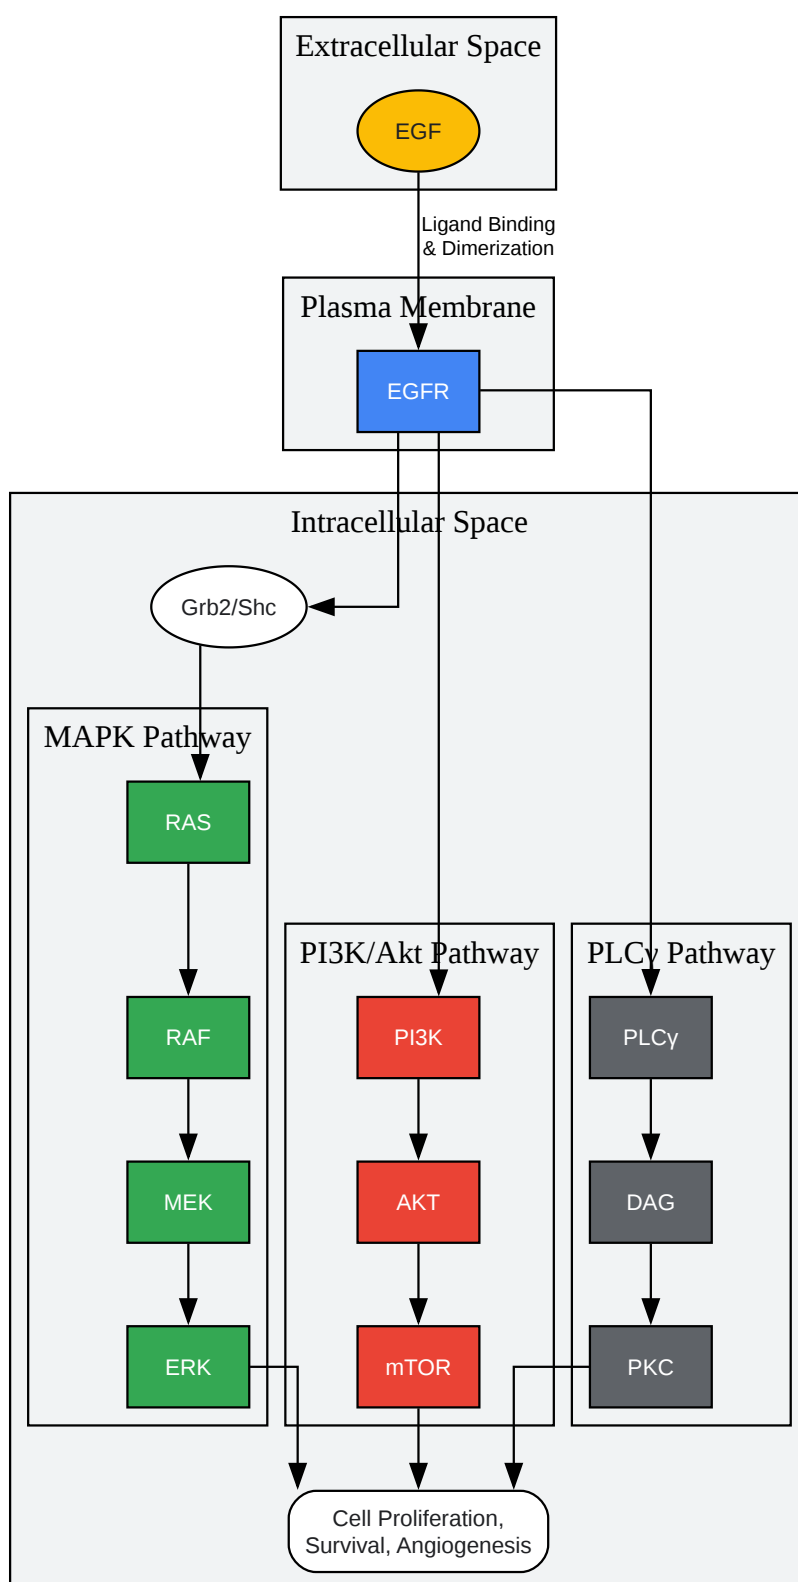 Extracellular Space
EGF
Ligand Binding
& Dimerization
Plasma Membrane
EGFR
Intracellular Space
Grb2/Shc
MAPK Pathway
RAS
PI3K/Akt Pathway
PLCγ Pathway
RAF
PI3K
PLCγ
MEK
AKT
DAG
ERK
mTOR
PKC
Cell Proliferation,
Survival, Angiogenesis